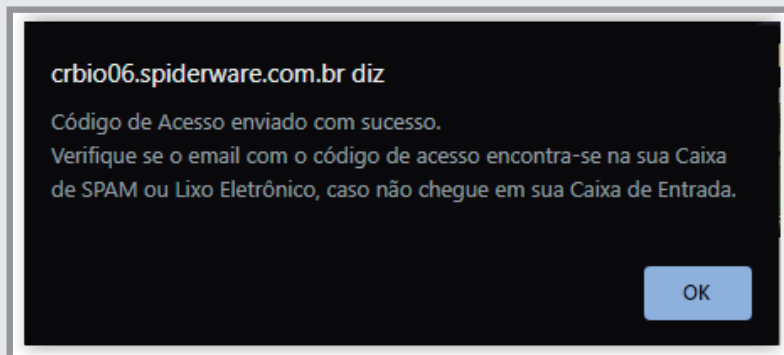 crbio06.spiderware.com.br diz
Código de Acesso enviado com sucesso.
Verifique se o email com o código de acesso encontra-se na sua Caixa
de SPAM ou Lixo Eletrônico, caso não chegue em sua Caixa de Entrada.
OK